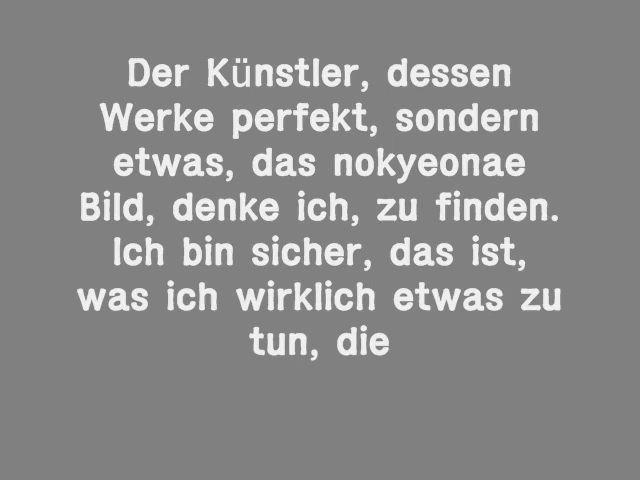 Der Künstler, dessen
Werke perfekt, sondern
etwas, das nokyeonae
Bild, denke ich, zu finden.
Ich bin sicher, das ist,
was ich wirklich etwas zu
tun, die